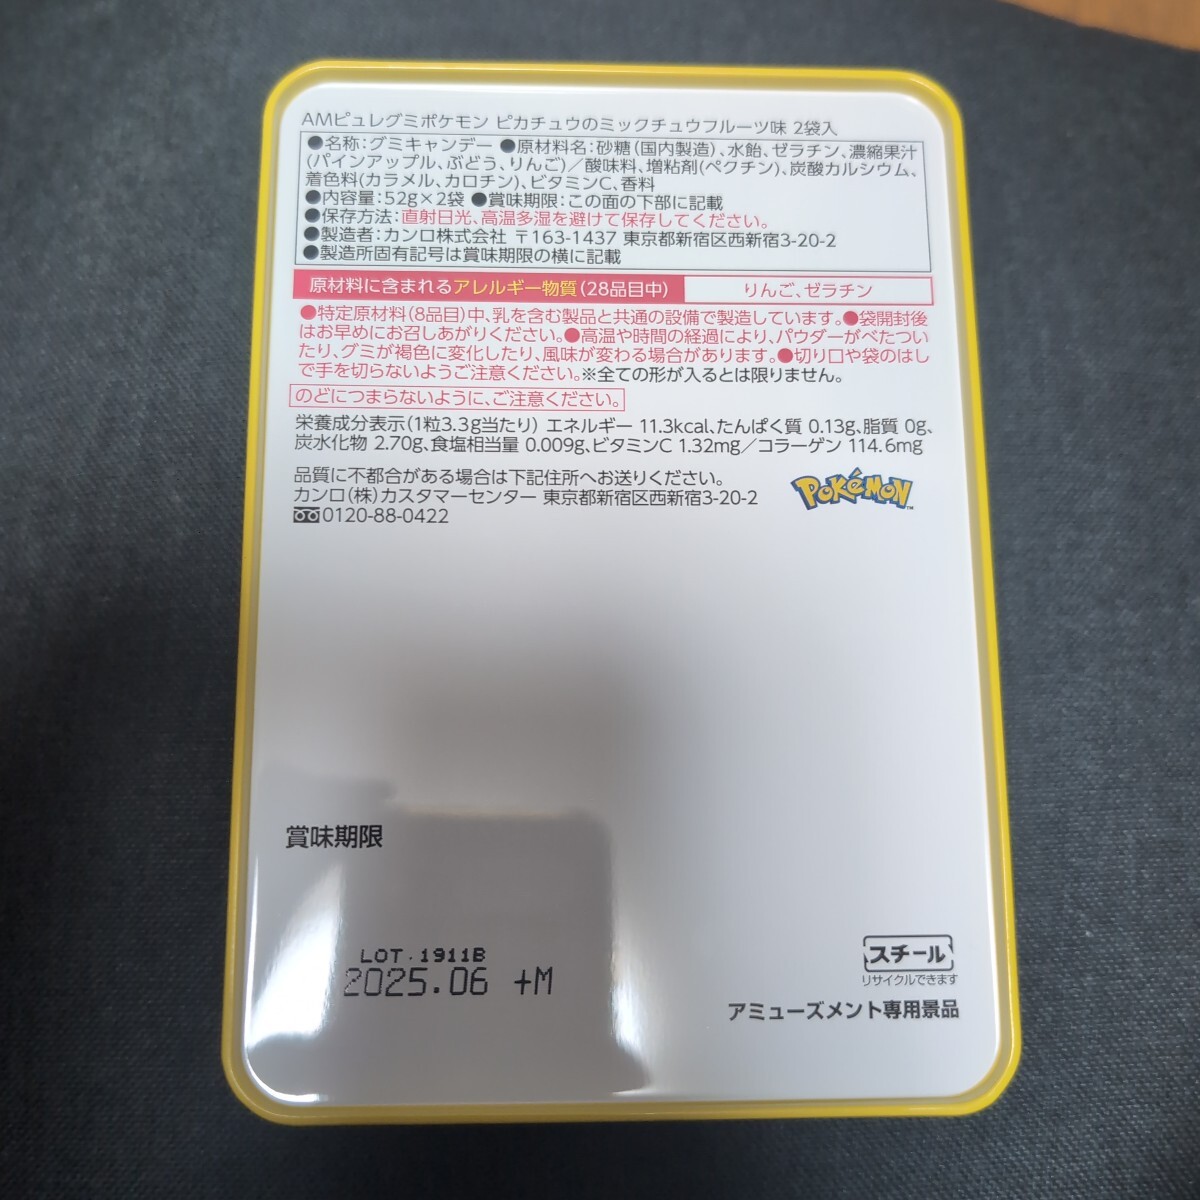 AMピュレグミポケモン ピカチュウのミックチュウフルーツ味 2袋入
●名称:グミキャンデー ●原材料名:砂糖(国内製造)、水飴、ゼラチン、濃縮果汁
(パインアップル、ぶどう、りんご)／酸味料、増粘剤(ペクチン)、炭酸カルシウム、
着色料(カラメル、カロチン)、ビタミンC、香料
●内容量:52g×2袋 ●賞味期限:この面の下部に記載
●保存方法:直射日光、高温多湿を避けて保存してください。
●製造者:カンロ株式会社 〒163-1437 東京都新宿区西新宿3-20-2
●製造所固有記号は賞味期限の横に記載
原材料に含まれるアレルギー物質(28品目中) りんご、ゼラチン
●特定原材料(8品目)中、乳を含む製品と共通の設備で製造しています。●袋開封後
はお早めにお召しあがりください。●高温や時間の経過により、パウダーがべたつい
たり、グミが褐色に変化したり、風味が変わる場合があります。●切り口や袋のはし
で手を切らないようご注意ください。※全ての形が入るとは限りません。
のどにつまらないように、ご注意ください。
栄養成分表示(1粒3.3g当たり) エネルギー 11.3kcal、たんぱく質 0.13g、脂質 0g、
炭水化物 2.70g、食塩相当量 0.009g、ビタミンC 1.32mg／コラーゲン 114.6mg
品質に不都合がある場合は下記住所へお送りください。
カンロ(株)カスタマーセンター 東京都新宿区西新宿3-20-2
0120-88-0422
POKéMON™
賞味期限
LOT.1911B
2025.06 +M
スチール
リサイクルできます
アミューズメント専用景品